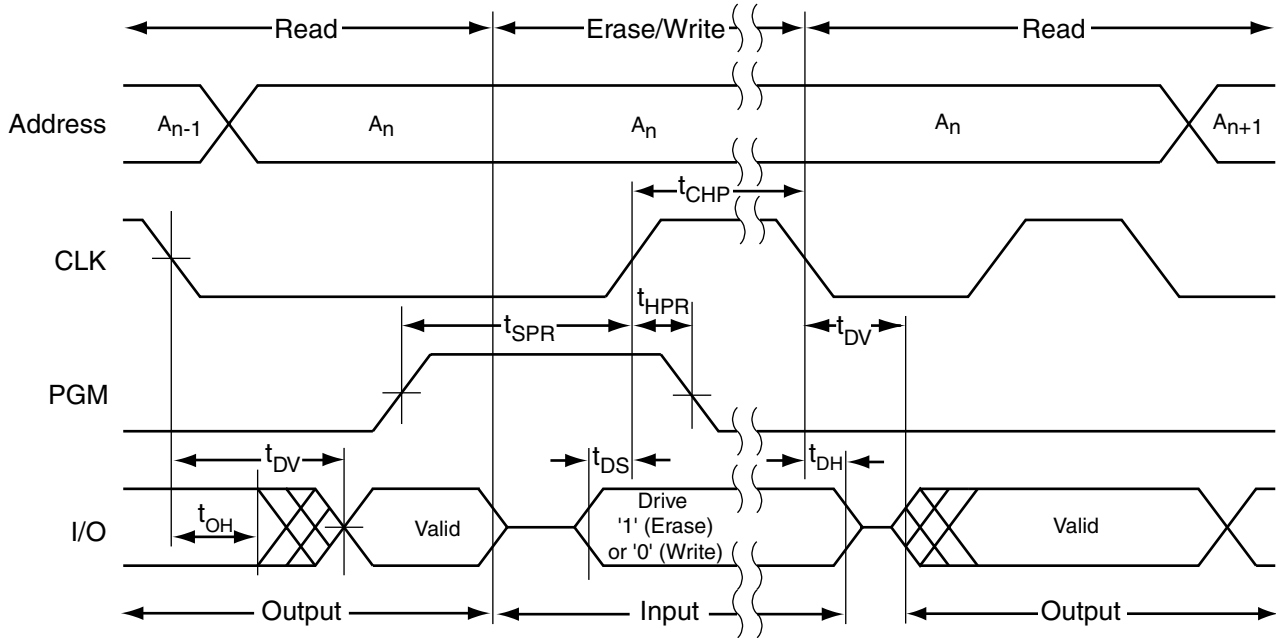 Read Erase/Write Read
Address An-1 An An An An+1
tCHP
CLK
tSPR tHPR tDV
PGM
tDV tDS tDH
I/O tOH Valid Drive Valid
'1' (Erase)
or '0' (Write)
Output Input Output